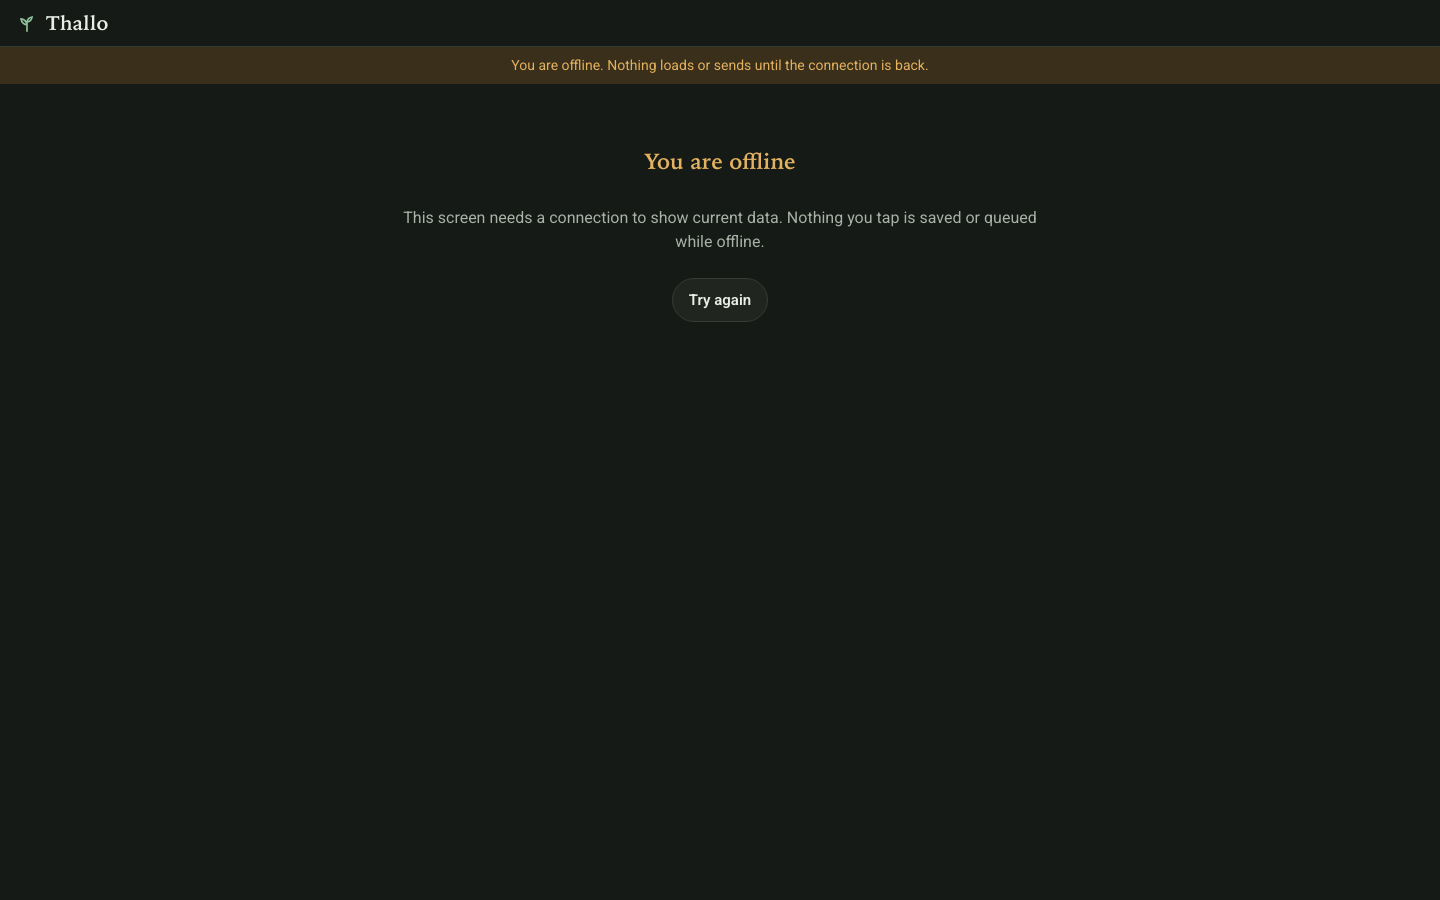 Thallo
You are offline. Nothing loads or sends until the connection is back.
You are offline
This screen needs a connection to show current data. Nothing you tap is saved or queued
while offline.
Try again